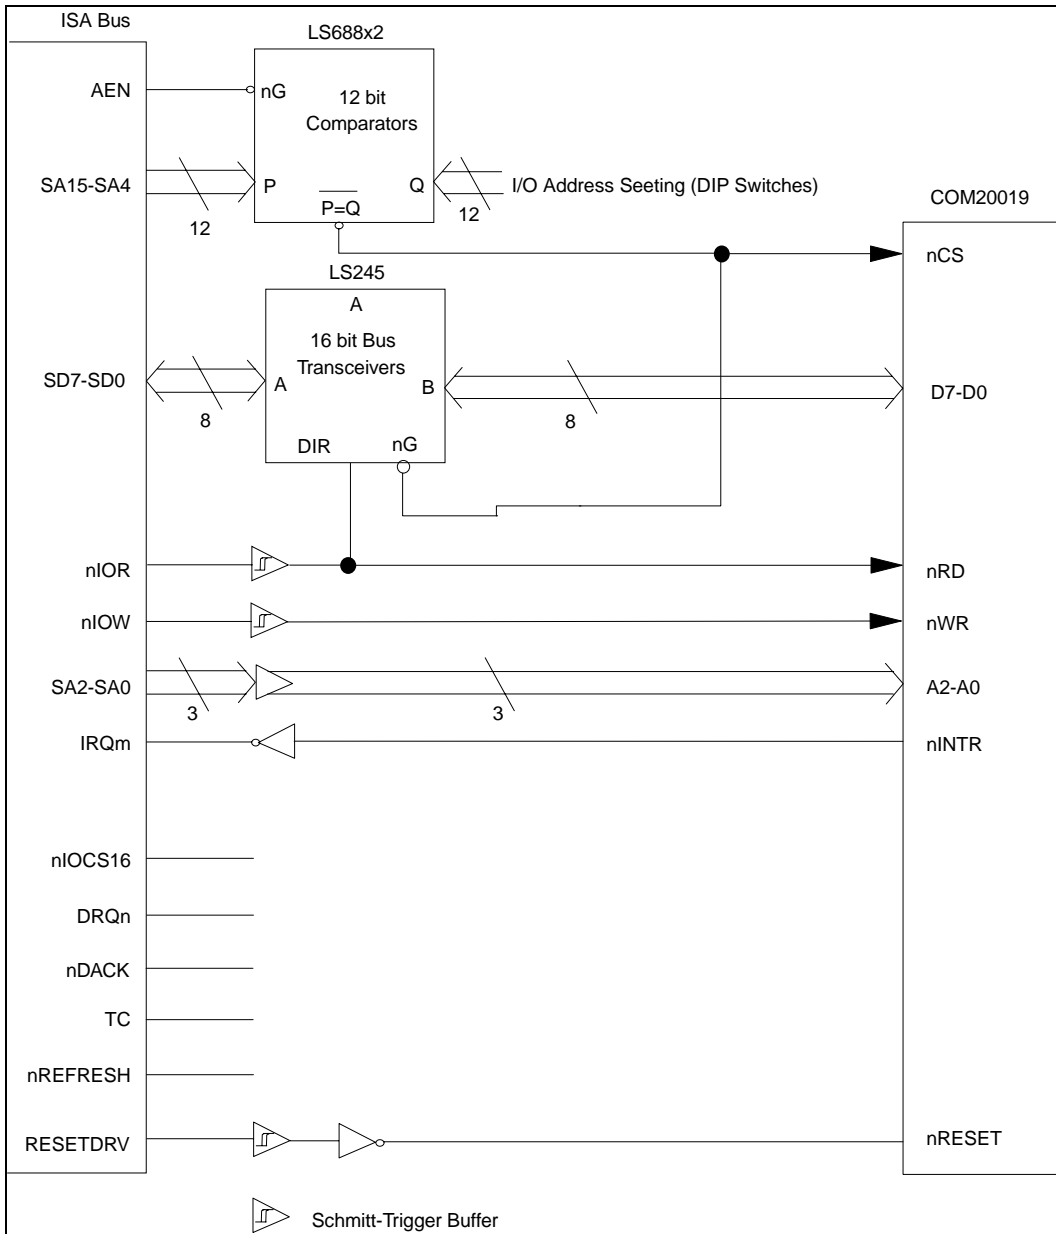 ISA Bus
LS688x2
AEN
nG
12 bit
Comparators
SA15-SA4
12
P
P=Q
Q
12
I/O Address Seeting (DIP Switches)
COM20019
nCS
LS245
A
16 bit Bus
Transceivers
SD7-SD0
8
A
B
8
D7-D0
DIR
nG
nIOR
nRD
nIOW
nWR
SA2-SA0
3
3
A2-A0
IRQm
nINTR
nIOCS16
DRQn
nDACK
TC
nREFRESH
RESETDRV
nRESET
Schmitt-Trigger Buffer